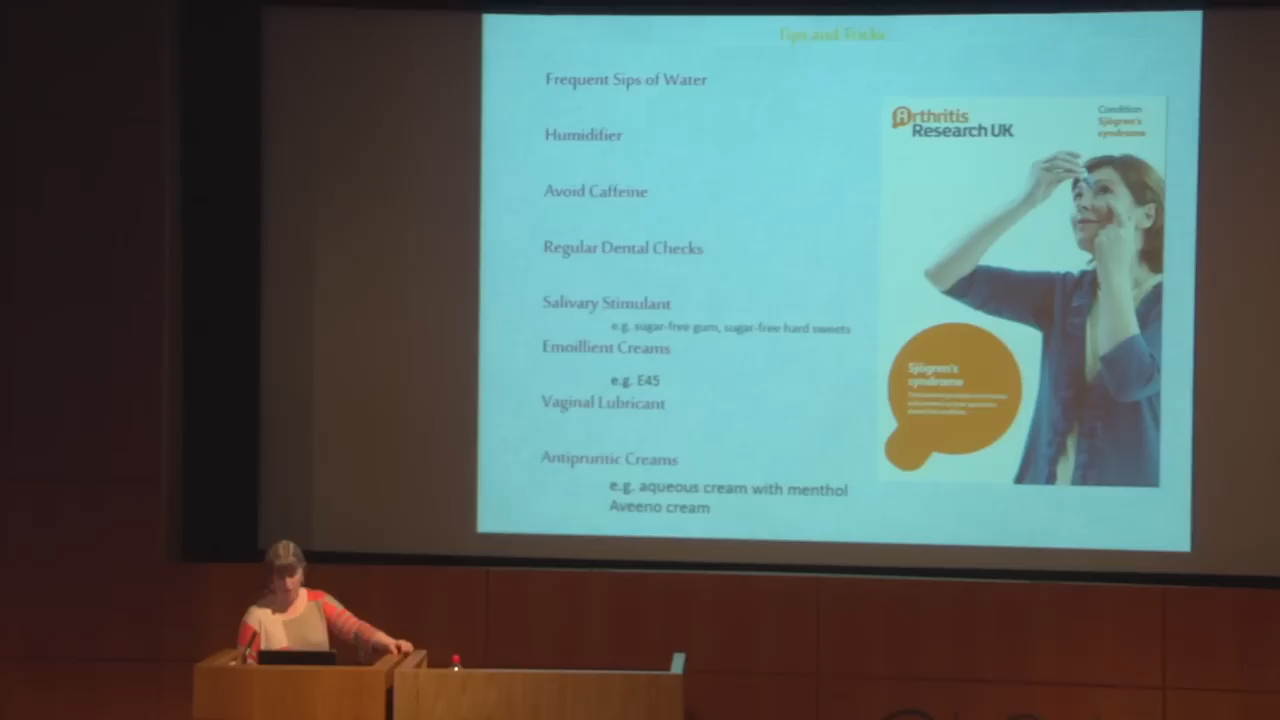 Tips and Tricks
Frequent Sips of Water
Humidifier
Avoid Caffeine
Regular Dental Checks
Salivary Stimulant
e.g. sugar-free gum, sugar-free hard sweets
Emoillient Creams
e.g. E45
Vaginal Lubricant
Antipruritic Creams
e.g. aqueous cream with menthol
Aveeno cream
Arthritis
Research UK
Condition
Sjögren's
syndrome
Sjögren's
syndrome